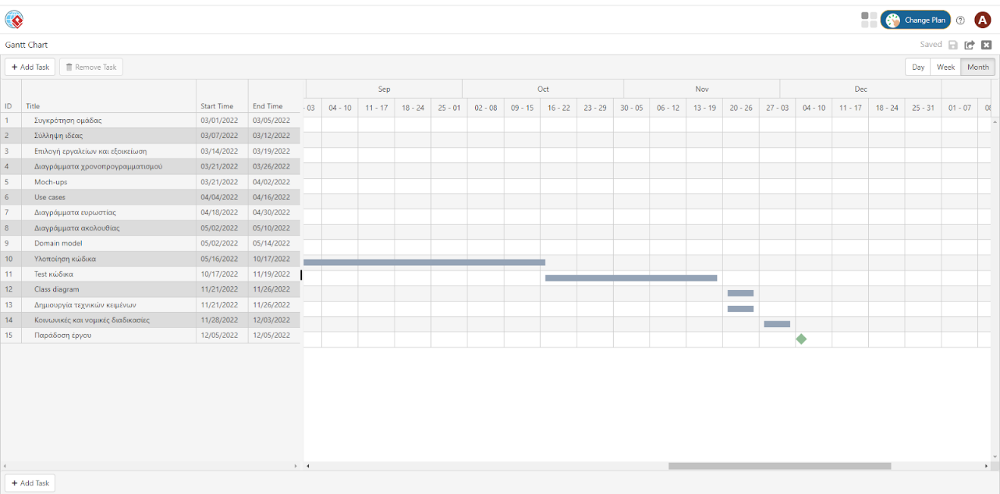 Change Plan ? A
Gantt Chart Saved
+ Add Task Remove Task Day Week Month
Sep Oct Nov Dec
ID Title Start Time End Time - 03 04 - 10 11 - 17 18 - 24 25 - 01 02 - 08 09 - 15 16 - 22 23 - 29 30 - 05 06 - 12 13 - 19 20 - 26 27 - 03 04 - 10 11 - 17 18 - 24 25 - 31 01 - 07
1 Συγκρότηση ομάδας 03/01/2022 03/05/2022
2 Σύλληψη ιδέας 03/07/2022 03/12/2022
3 Επιλογή εργαλείων και εξοικείωση 03/14/2022 03/19/2022
4 Διαγράμματα χρονοπρογραμματισμού 03/21/2022 03/26/2022
5 Moch-ups 03/21/2022 04/02/2022
6 Use cases 04/04/2022 04/16/2022
7 Διαγράμματα ευρωστίας 04/18/2022 04/30/2022
8 Διαγράμματα ακολουθίας 05/02/2022 05/10/2022
9 Domain model 05/02/2022 05/14/2022
10 Υλοποίηση κώδικα 05/16/2022 10/17/2022
11 Test κώδικα 10/17/2022 11/19/2022
12 Class diagram 11/21/2022 11/26/2022
13 Δημιουργία τεχνικών κειμένων 11/21/2022 11/26/2022
14 Κοινωνικές και νομικές διαδικασίες 11/28/2022 12/03/2022
15 Παράδοση έργου 12/05/2022 12/05/2022
+ Add Task